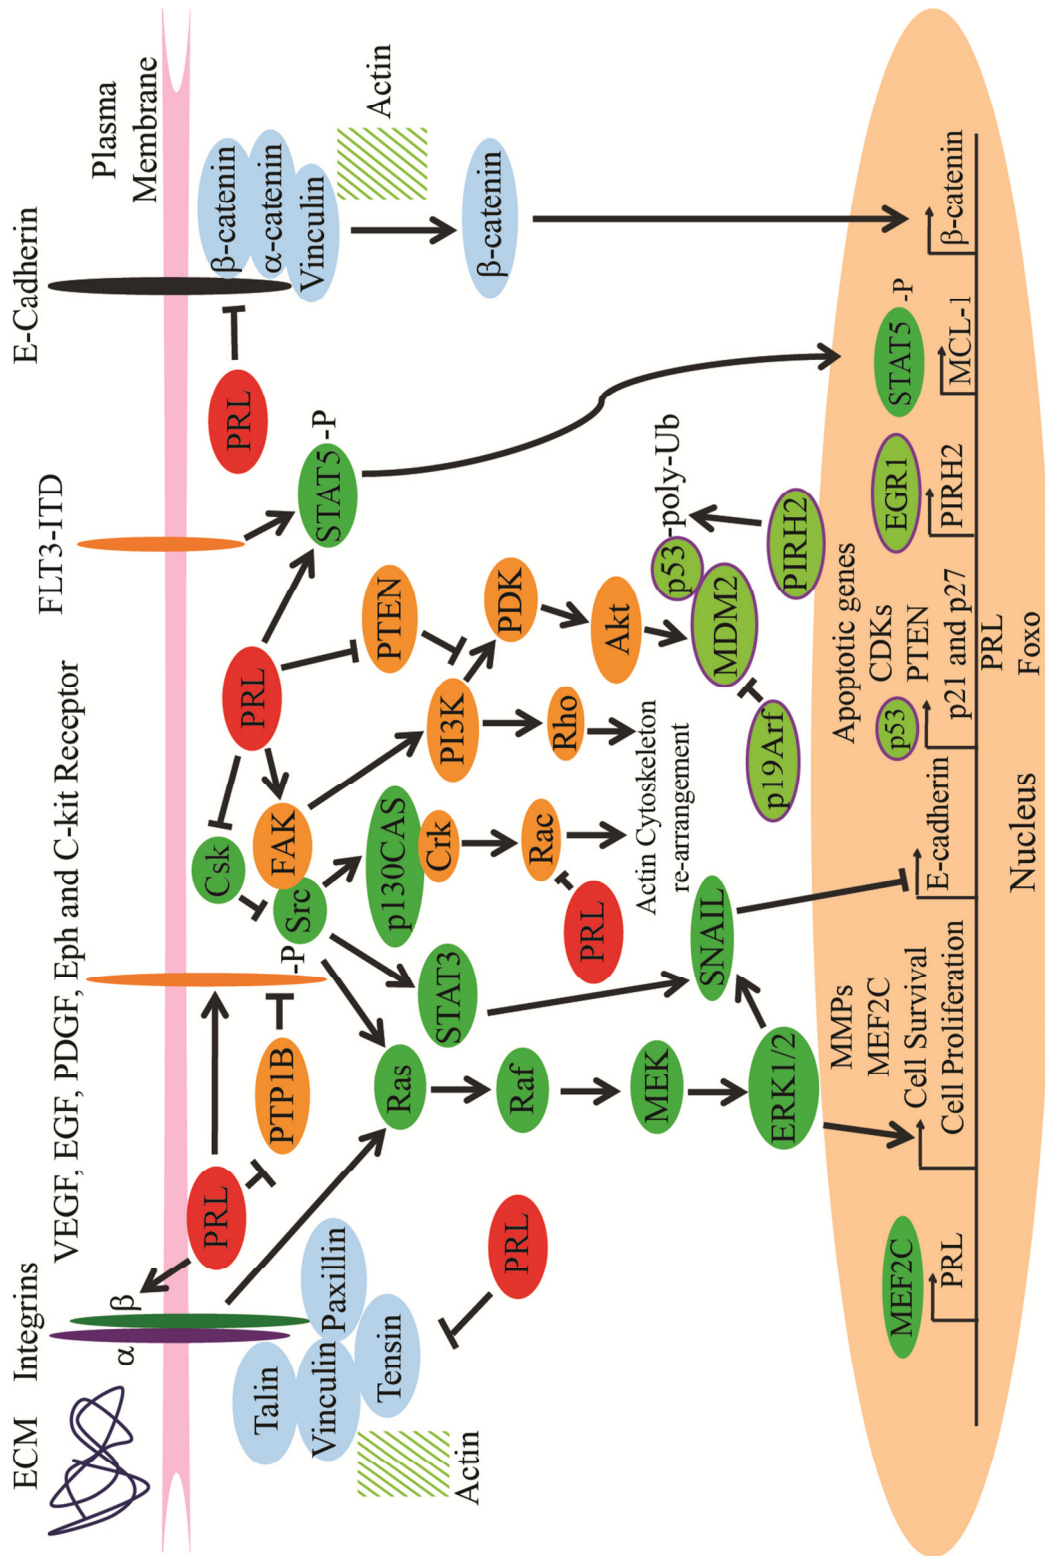 ECM
Integrins
VEGF, EGF, PDGF, Eph and C-kit Receptor
FLT3-ITD
E-Cadherin
Plasma
Membrane
α
β
PRL
PTP1B
-P
Csk
Src
FAK
PRL
PRL
β-catenin
α-catenin
Vinculin
Actin
Talin
Vinculin
Paxillin
Tensin
Actin
PRL
Ras
STAT3
p130CAS
Crk
PI3K
PTEN
STAT5
-P
β-catenin
Raf
PRL
Rac
Rho
PDK
Akt
MEK
Actin Cytoskeleton
re-arrangement
SNAIL
p53
-poly-Ub
MDM2
ERK1/2
p19Arf
PIRH2
MEF2C
PRL
MMPs
MEF2C
Cell Survival
Cell Proliferation
E-cadherin
Apoptotic genes
CDKs
PTEN
p53
p21 and p27
PRL
Foxo
EGR1
PIRH2
STAT5
-P
MCL-1
β-catenin
Nucleus